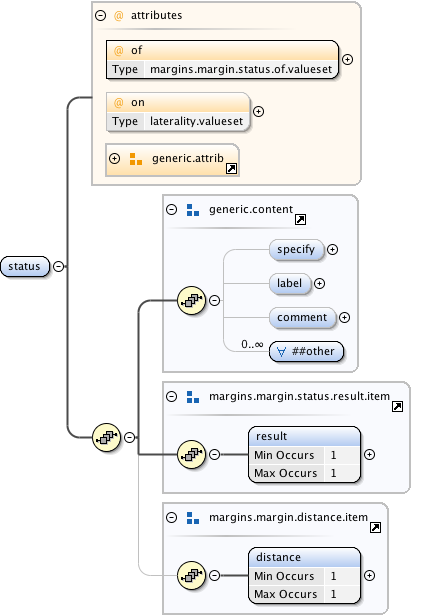 @ attributes
@ of
Type margins.margin.status.of.valueset
@ on
Type laterality.valueset
generic.attrib
generic.content
specify
status
label
comment
0..∞
∀ ##other
margins.margin.status.result.item
result
Min Occurs 1
Max Occurs 1
margins.margin.distance.item
distance
Min Occurs 1
Max Occurs 1